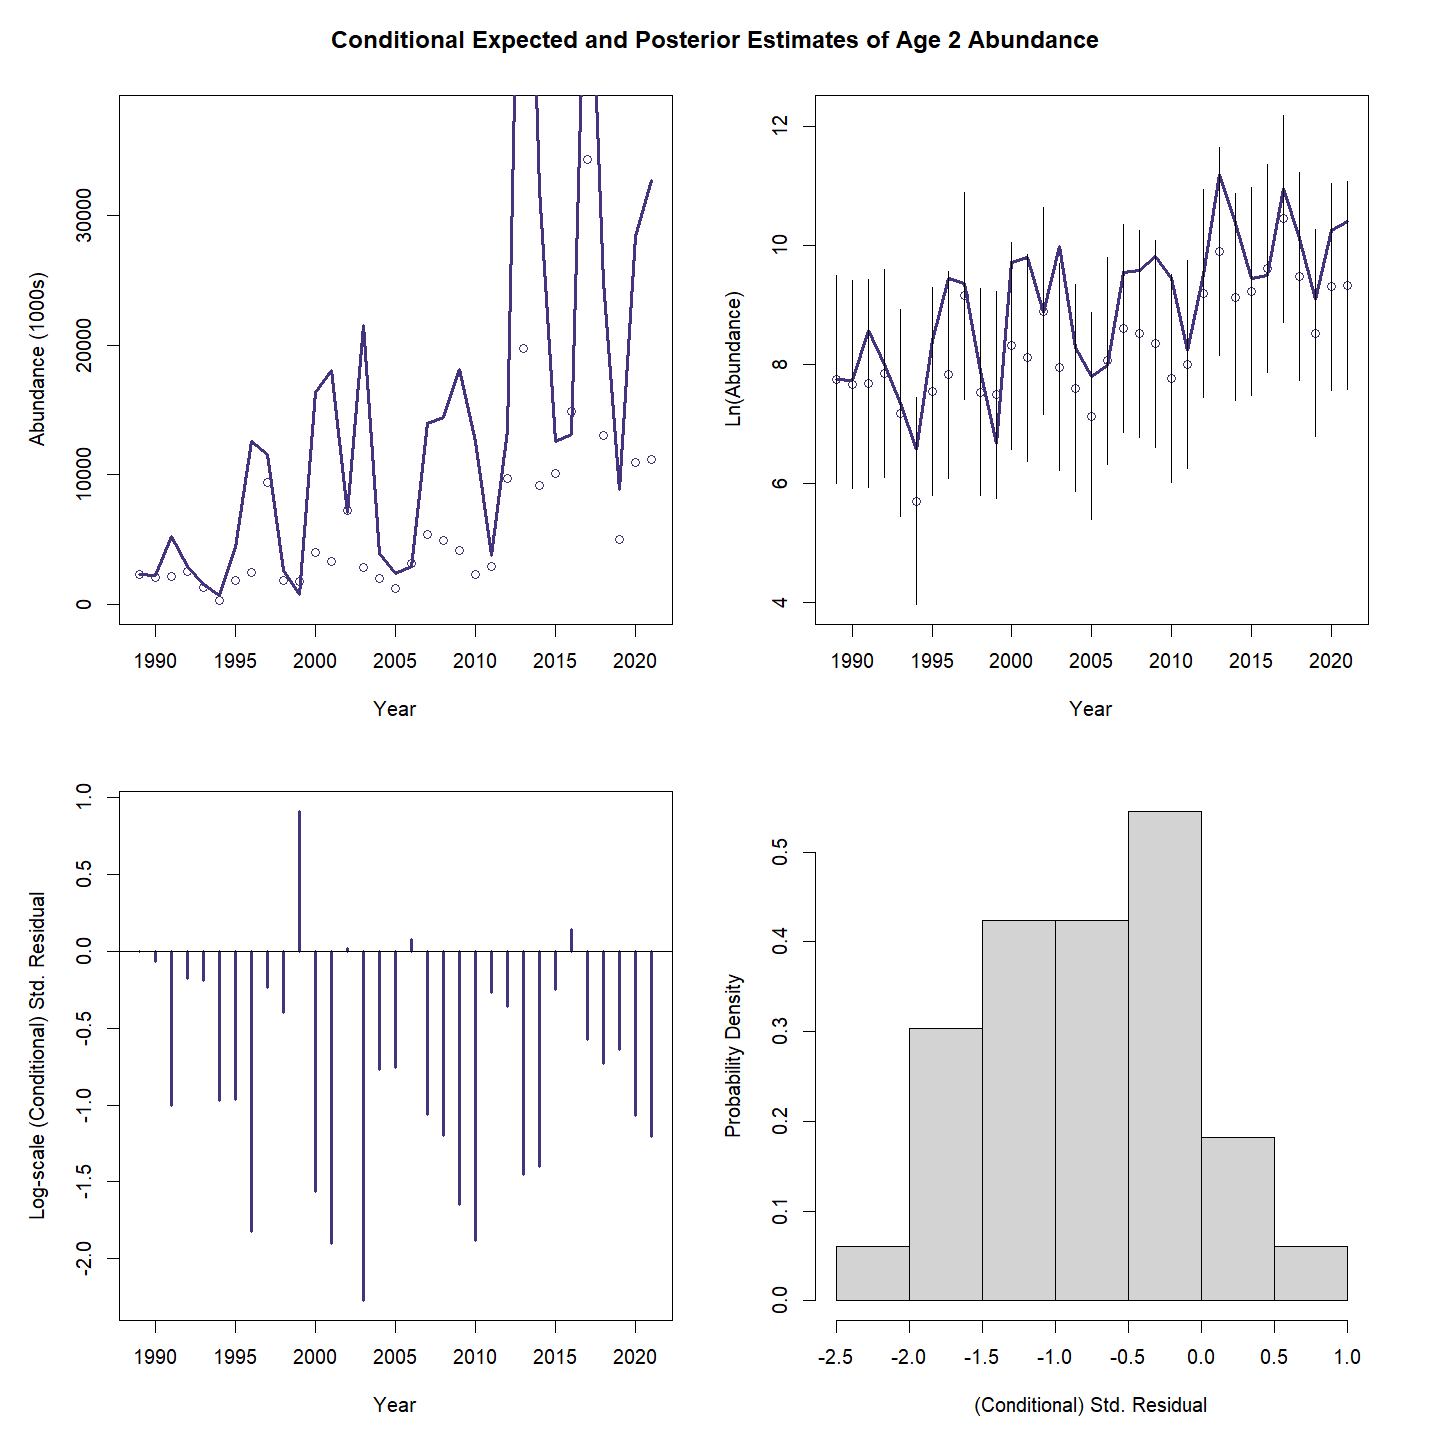 Conditional Expected and Posterior Estimates of Age 2 Abundance
Abundance (1000s)
30000
20000
10000
0
1990 1995 2000 2005 2010 2015 2020
Year
Ln(Abundance)
12
10
8
6
4
1990 1995 2000 2005 2010 2015 2020
Year
Log-scale (Conditional) Std. Residual
1.0
0.5
0.0
-0.5
-1.0
-1.5
-2.0
1990 1995 2000 2005 2010 2015 2020
Year
Probability Density
0.5
0.4
0.3
0.2
0.1
0.0
-2.5 -2.0 -1.5 -1.0 -0.5 0.0 0.5 1.0
(Conditional) Std. Residual